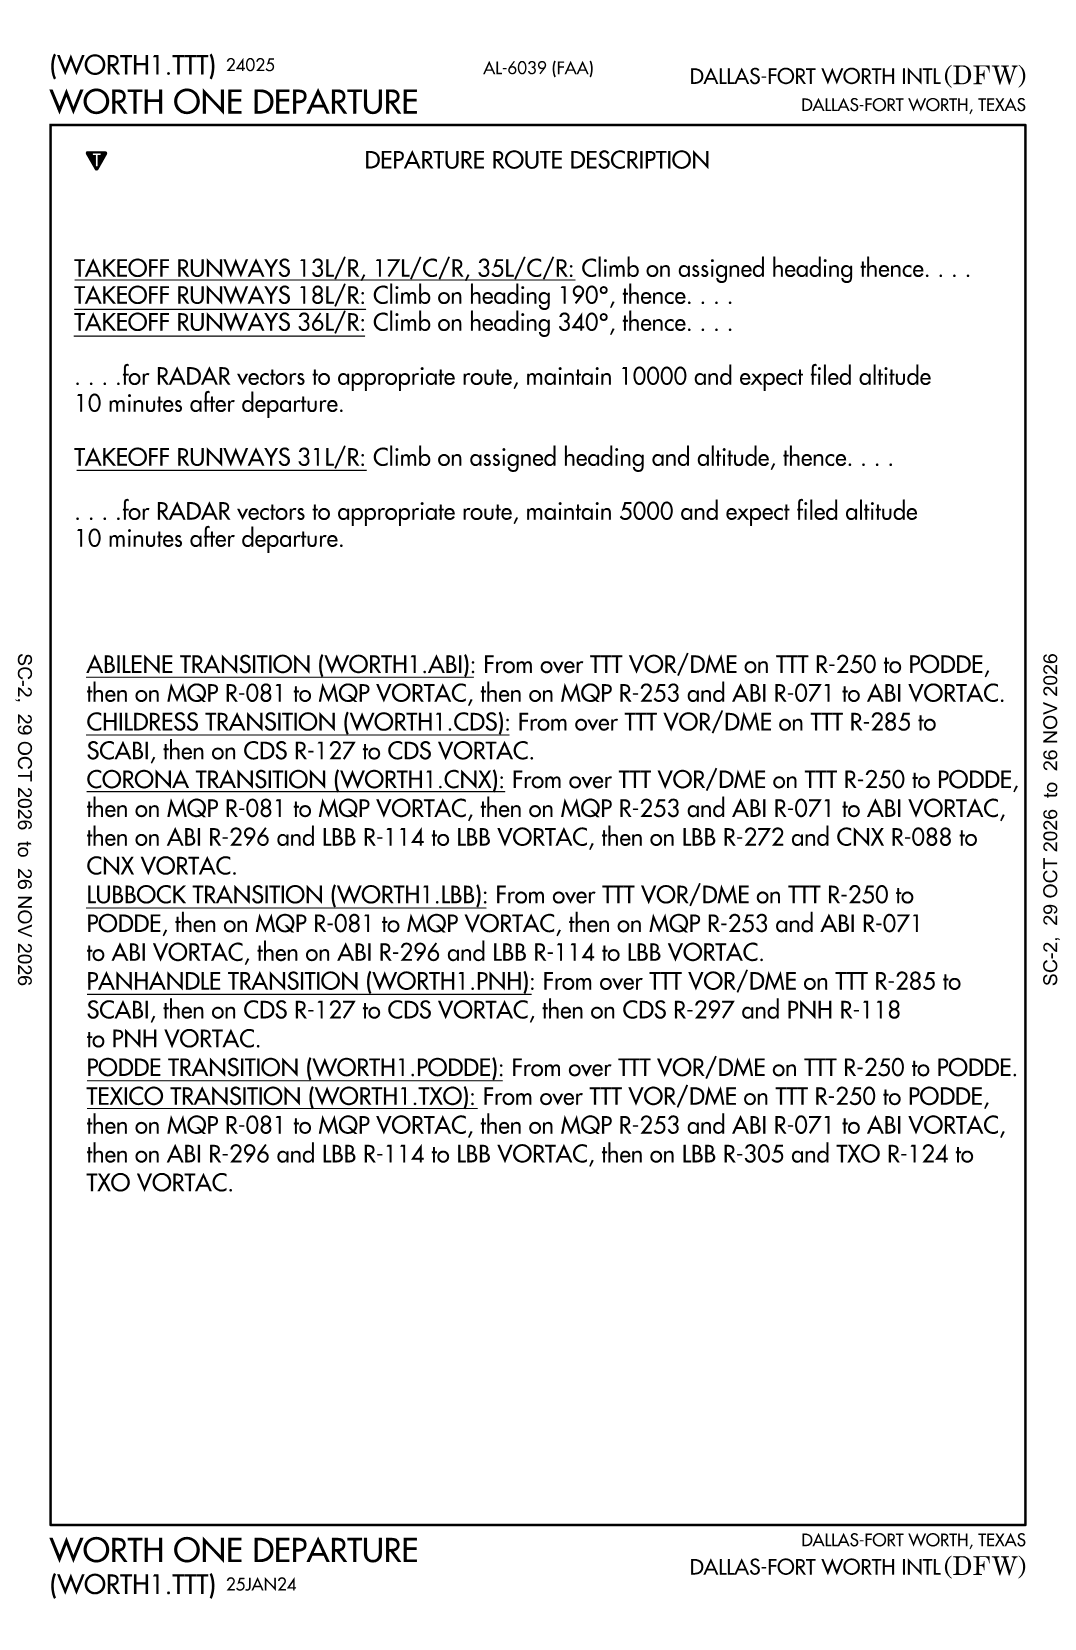 (WORTH1.TTT) 24025
AL-6039 (FAA)
DALLAS-FORT WORTH INTL (DFW)
WORTH ONE DEPARTURE
DALLAS-FORT WORTH, TEXAS
T
DEPARTURE ROUTE DESCRIPTION
TAKEOFF RUNWAYS 13L/R, 17L/C/R, 35L/C/R: Climb on assigned heading thence. . . .
TAKEOFF RUNWAYS 18L/R: Climb on heading 190°, thence. . . .
TAKEOFF RUNWAYS 36L/R: Climb on heading 340°, thence. . . .
. . . .for RADAR vectors to appropriate route, maintain 10000 and expect filed altitude
10 minutes after departure.
TAKEOFF RUNWAYS 31L/R: Climb on assigned heading and altitude, thence. . . .
. . . .for RADAR vectors to appropriate route, maintain 5000 and expect filed altitude
10 minutes after departure.
ABILENE TRANSITION (WORTH1.ABI): From over TTT VOR/DME on TTT R-250 to PODDE,
then on MQP R-081 to MQP VORTAC, then on MQP R-253 and ABI R-071 to ABI VORTAC.
CHILDRESS TRANSITION (WORTH1.CDS): From over TTT VOR/DME on TTT R-285 to
SCABI, then on CDS R-127 to CDS VORTAC.
CORONA TRANSITION (WORTH1.CNX): From over TTT VOR/DME on TTT R-250 to PODDE,
then on MQP R-081 to MQP VORTAC, then on MQP R-253 and ABI R-071 to ABI VORTAC,
then on ABI R-296 and LBB R-114 to LBB VORTAC, then on LBB R-272 and CNX R-088 to
CNX VORTAC.
LUBBOCK TRANSITION (WORTH1.LBB): From over TTT VOR/DME on TTT R-250 to
PODDE, then on MQP R-081 to MQP VORTAC, then on MQP R-253 and ABI R-071
to ABI VORTAC, then on ABI R-296 and LBB R-114 to LBB VORTAC.
PANHANDLE TRANSITION (WORTH1.PNH): From over TTT VOR/DME on TTT R-285 to
SCABI, then on CDS R-127 to CDS VORTAC, then on CDS R-297 and PNH R-118
to PNH VORTAC.
PODDE TRANSITION (WORTH1.PODDE): From over TTT VOR/DME on TTT R-250 to PODDE.
TEXICO TRANSITION (WORTH1.TXO): From over TTT VOR/DME on TTT R-250 to PODDE,
then on MQP R-081 to MQP VORTAC, then on MQP R-253 and ABI R-071 to ABI VORTAC,
then on ABI R-296 and LBB R-114 to LBB VORTAC, then on LBB R-305 and TXO R-124 to
TXO VORTAC.
SC-2, 29 OCT 2026 to 26 NOV 2026
SC-2, 29 OCT 2026 to 26 NOV 2026
WORTH ONE DEPARTURE
DALLAS-FORT WORTH, TEXAS
(WORTH1.TTT) 25JAN24
DALLAS-FORT WORTH INTL (DFW)